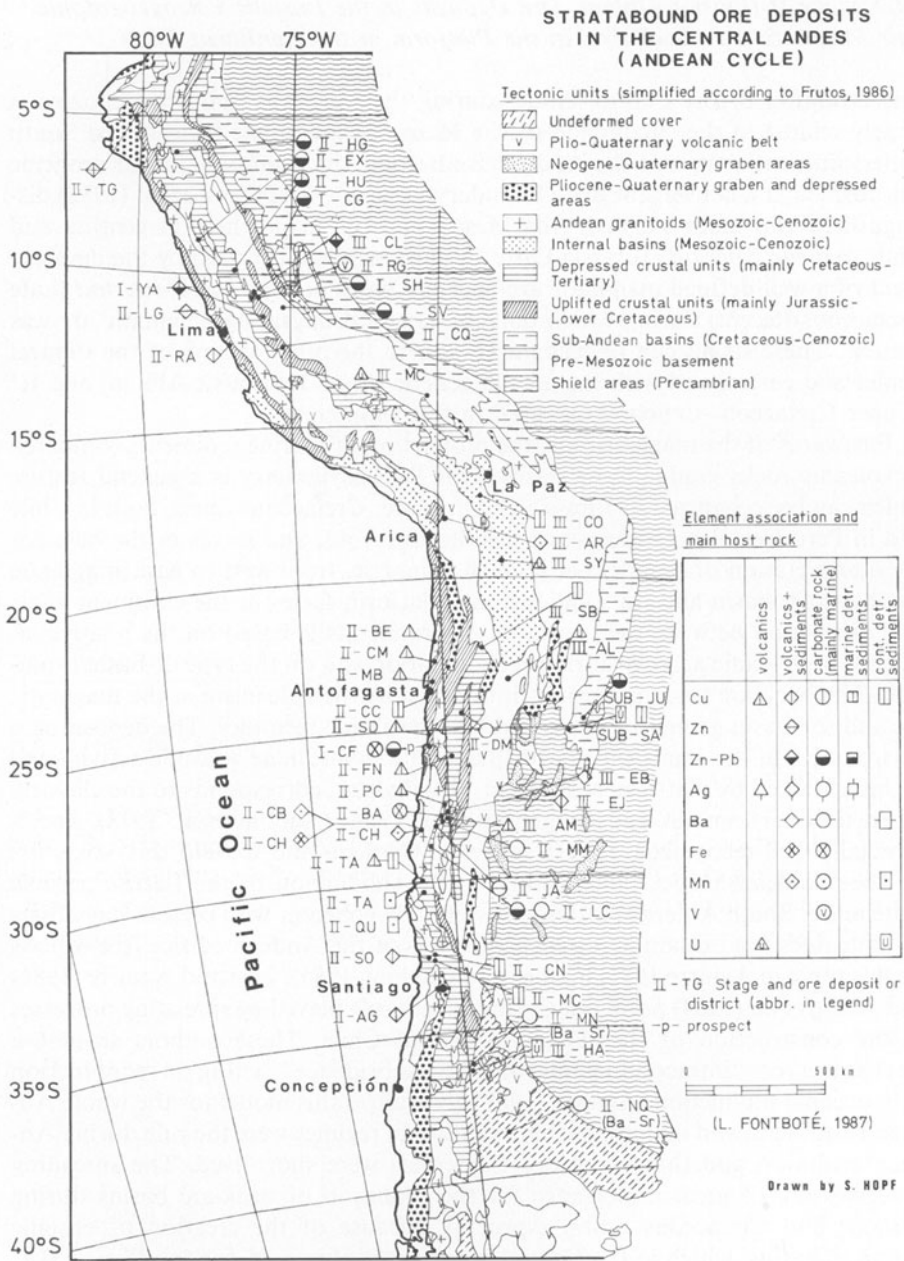 STRATABOUND ORE DEPOSITS
IN THE CENTRAL ANDES
(ANDEAN CYCLE)
80°W
75°W
Tectonic units (simplified according to Frutos, 1986)
Undeformed cover
v Plio-Quaternary volcanic belt
Neogene-Quaternary graben areas
Pliocene-Quaternary graben and depressed
areas
+ Andean granitoids (Mesozoic-Cenozoic)
Internal basins (Mesozoic-Cenozoic)
Depressed crustal units (mainly Cretaceous-
Tertiary)
Uplifted crustal units (mainly Jurassic-
Lower Cretaceous)
Sub-Andean basins (Cretaceous-Cenozoic)
Pre-Mesozoic basement
Shield areas (Precambrian)
5°S
II-TG
II-HG
II-EX
II-HU
I-CG
III-CL
10°S
II-RG
I-YA
I-SH
II-LG
I-SV
Lima
II-CQ
II-RA
III-MC
15°S
La Paz
Arica
III-CO
III-AR
III-SY
20°S
III-SB
II-BE
III-AL
II-CM
II-MB
Antofagasta
SUB-JU
II-CC
II-SD
SUB-SA
I-CF -p-
II-DM
25°S
II-FN
III-EB
II-PC
III-EJ
II-CB
II-BA
III-AM
II-CH
II-CH
II-MM
II-TA
II-JA
II-TA
II-LC
30°S
II-QU
II-SO
II-CN
Santiago
II-MC
II-AG
II-MN
(Ba-Sr)
III-HA
35°S
Concepción
II-NQ
(Ba-Sr)
40°S
Pacific Ocean
Element association and
main host rock
volcanics
volcanics+
sediments
carbonate rocks
(mainly marine)
marine detr.
sediments
cont. detr.
sediments
Cu
Zn
Zn-Pb
Ag
Ba
Fe
Mn
V
U
II-TG Stage and ore deposit or
district (abbr. in legend)
-p- prospect
500 km
(L. FONTBOTÉ, 1987)
Drawn by S. HOPF